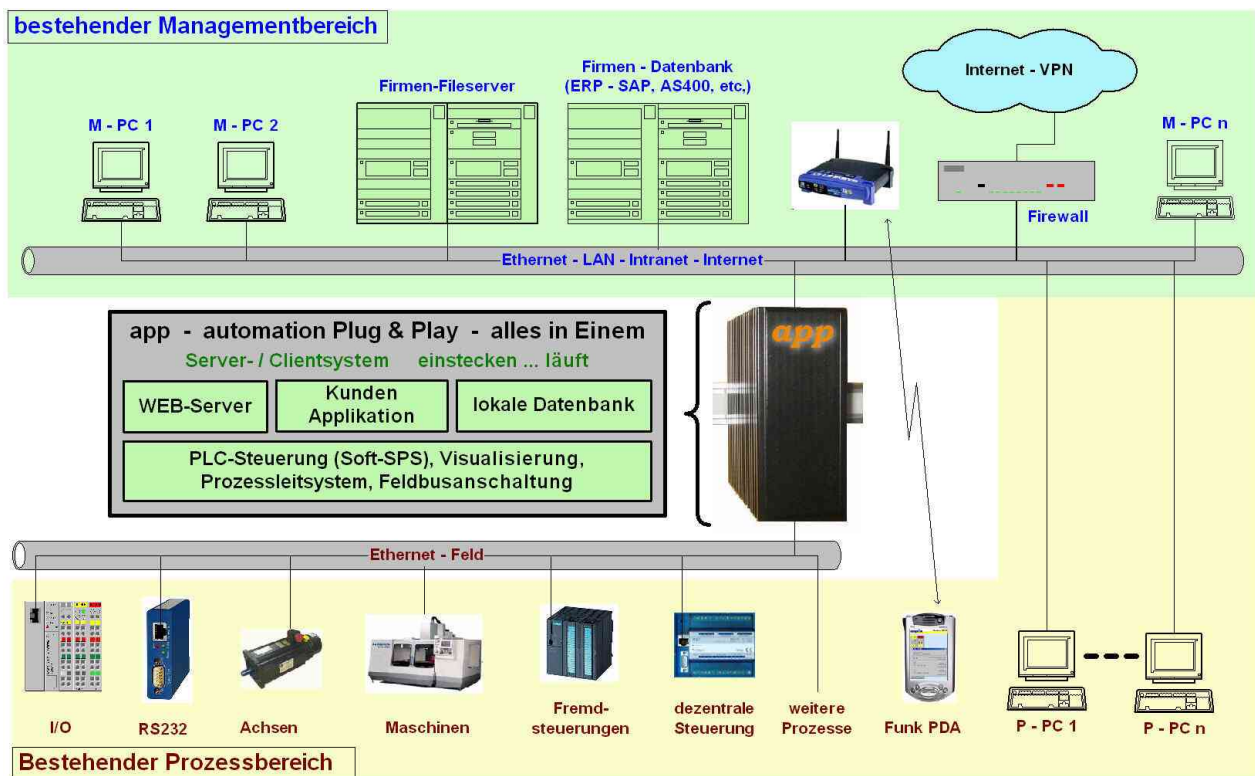 bestehender Managementbereich
Internet - VPN
Firmen - Datenbank
(ERP - SAP, AS400, etc,)
Firmen-Fileserver
M - PC 1
M - PC 2
M - PC n
Firewall
Ethernet - LAN - Intranet - Internet
app - automation Plug & Play - alles in Einem
Server- / Clientsystem einstecken ... läuft
WEB-Server
Kunden
Applikation
lokale Datenbank
PLC-Steuerung (Soft-SPS), Visualisierung,
Prozessleitsystem, Feldbusanschaltung
app
Ethernet - Feld
I/O
RS232
Achsen
Maschinen
Fremd-
steuerungen
dezentrale
Steuerung
weitere
Prozesse
Funk PDA
P - PC 1
P - PC n
Bestehender Prozessbereich